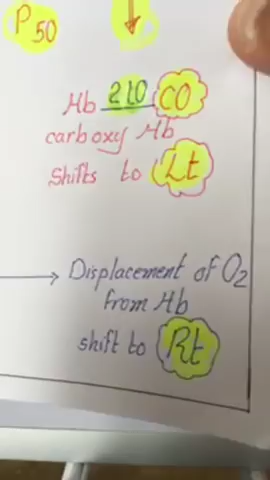 P50
Hb 210 CO
carboxy Hb
Shifts to Lt
Displacement of O2
from Hb
shift to Rt